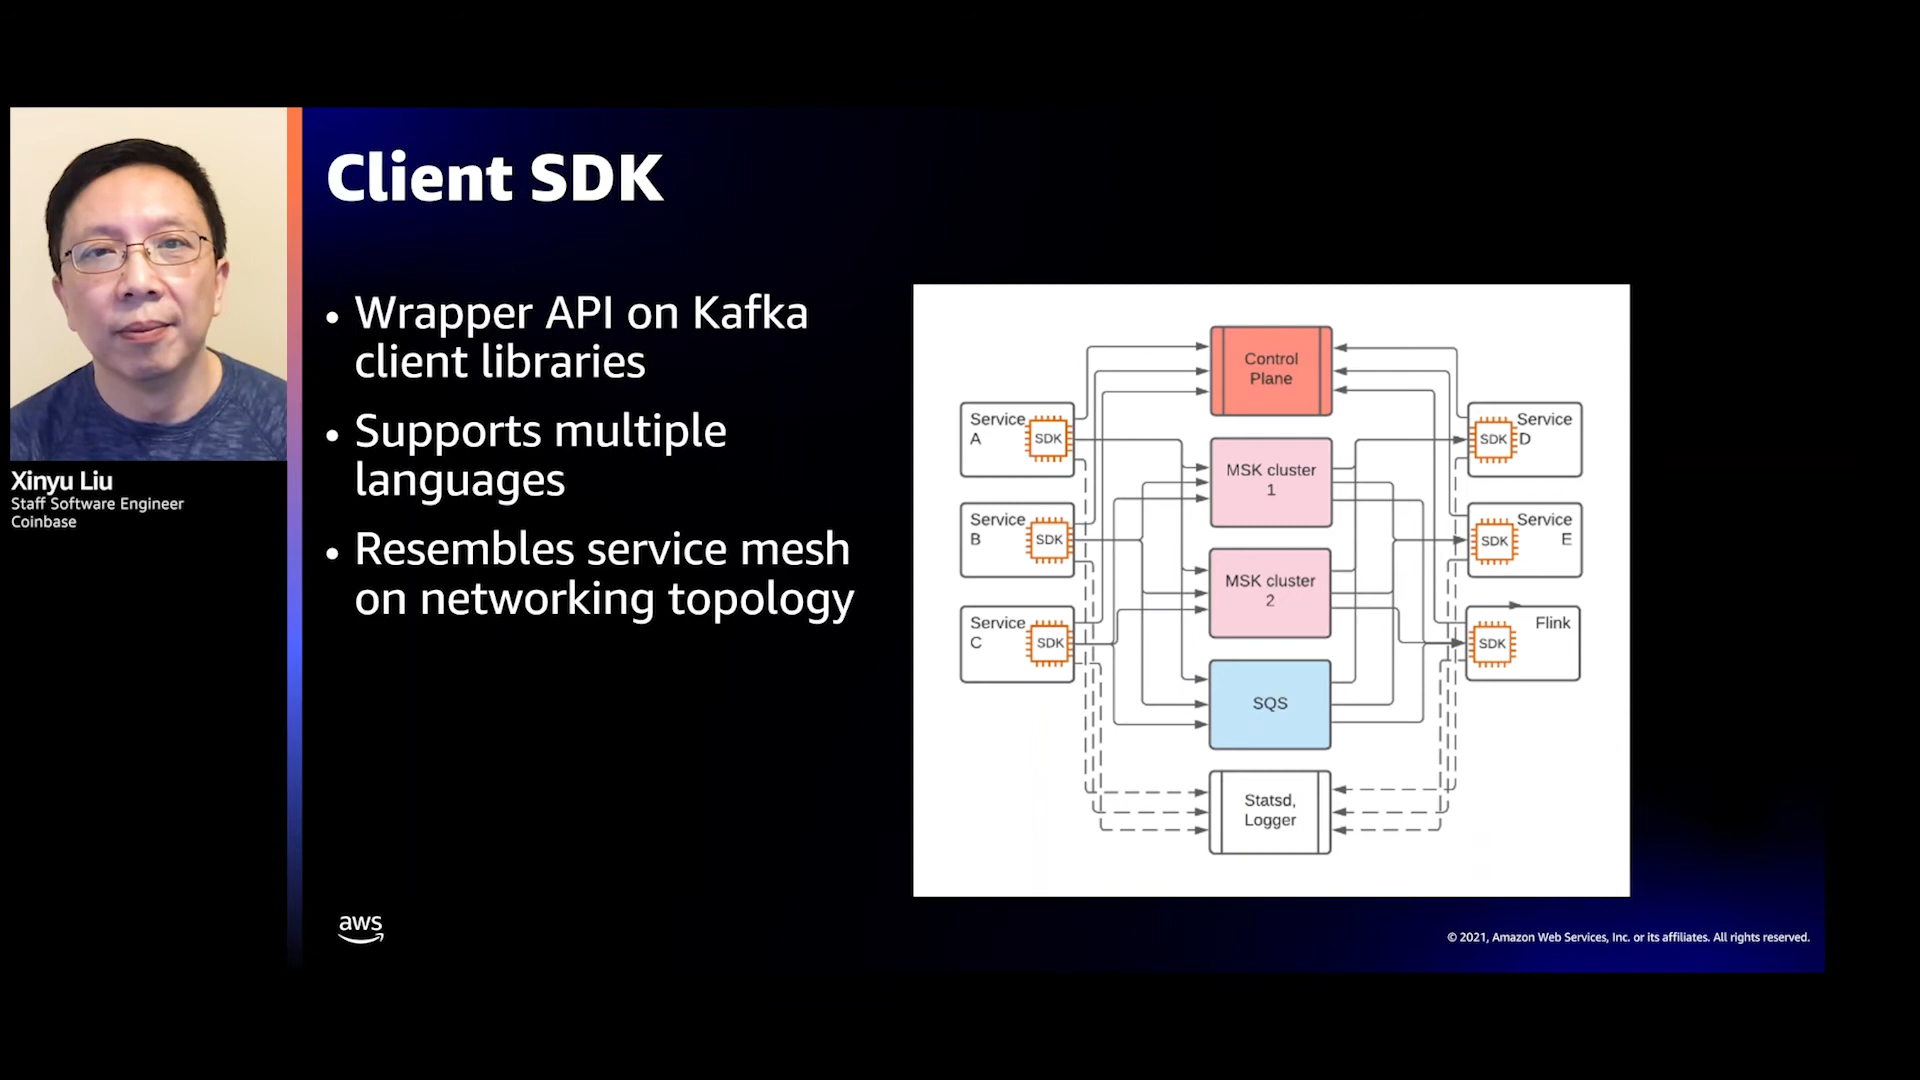 Client SDK
• Wrapper API on Kafka
client libraries
• Supports multiple
languages
• Resembles service mesh
on networking topology
Xinyu Liu
Staff Software Engineer
Coinbase
Control
Plane
Service
A
SDK
MSK cluster
1
SDK
Service
D
Service
B
SDK
MSK cluster
2
SDK
Service
E
Service
C
SDK
SQS
SDK
Flink
Statsd,
Logger
aws
© 2021, Amazon Web Services, Inc. or its affiliates. All rights reserved.